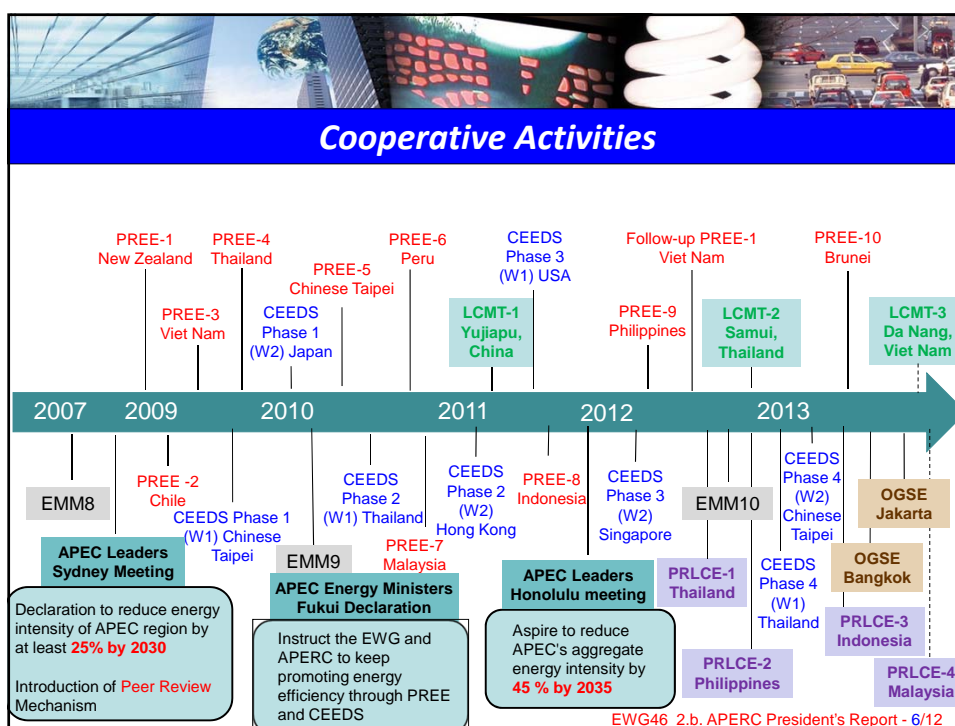 Cooperative Activities
PREE-1
New Zealand
PREE-4
Thailand
PREE-6
Peru
CEEDS
Phase 3
(W1) USA
Follow-up PREE-1
Viet Nam
PREE-10
Brunei
PREE-5
Chinese Taipei
PREE-3
Viet Nam
CEEDS
Phase 1
(W2) Japan
LCMT-1
Yujiapu,
China
PREE-9
Philippines
LCMT-2
Samui,
Thailand
LCMT-3
Da Nang,
Viet Nam
2007 2009 2010 2011 2012 2013
EMM8
PREE -2
Chile
CEEDS Phase 1
(W1) Chinese
Taipei
EMM9
CEEDS
Phase 2
(W1) Thailand
PREE-7
Malaysia
CEEDS
Phase 2
(W2)
Hong Kong
PREE-8
Indonesia
CEEDS
Phase 3
(W2)
Singapore
EMM10
CEEDS
Phase 4
(W2)
Chinese
Taipei
OGSE
Jakarta
APEC Leaders
Sydney Meeting
APEC Energy Ministers
Fukui Declaration
APEC Leaders
Honolulu meeting
PRLCE-1
Thailand
CEEDS
Phase 4
(W1)
Thailand
OGSE
Bangkok
PRLCE-3
Indonesia
PRLCE-2
Philippines
PRLCE-4
Malaysia
Declaration to reduce energy
intensity of APEC region by
at least 25% by 2030
Introduction of Peer Review
Mechanism
Instruct the EWG and
APERC to keep
promoting energy
efficiency through PREE
and CEEDS
Aspire to reduce
APEC's aggregate
energy intensity by
45 % by 2035
EWG46 2.b. APERC President's Report - 6/12